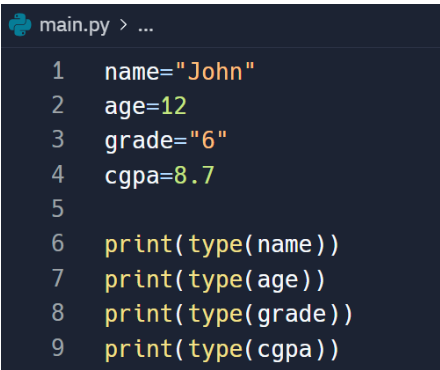 main.py > ...
1 name="John"
2 age=12
3 grade="6"
4 cgpa=8.7
5
6 print(type(name))
7 print(type(age))
8 print(type(grade))
9 print(type(cgpa))